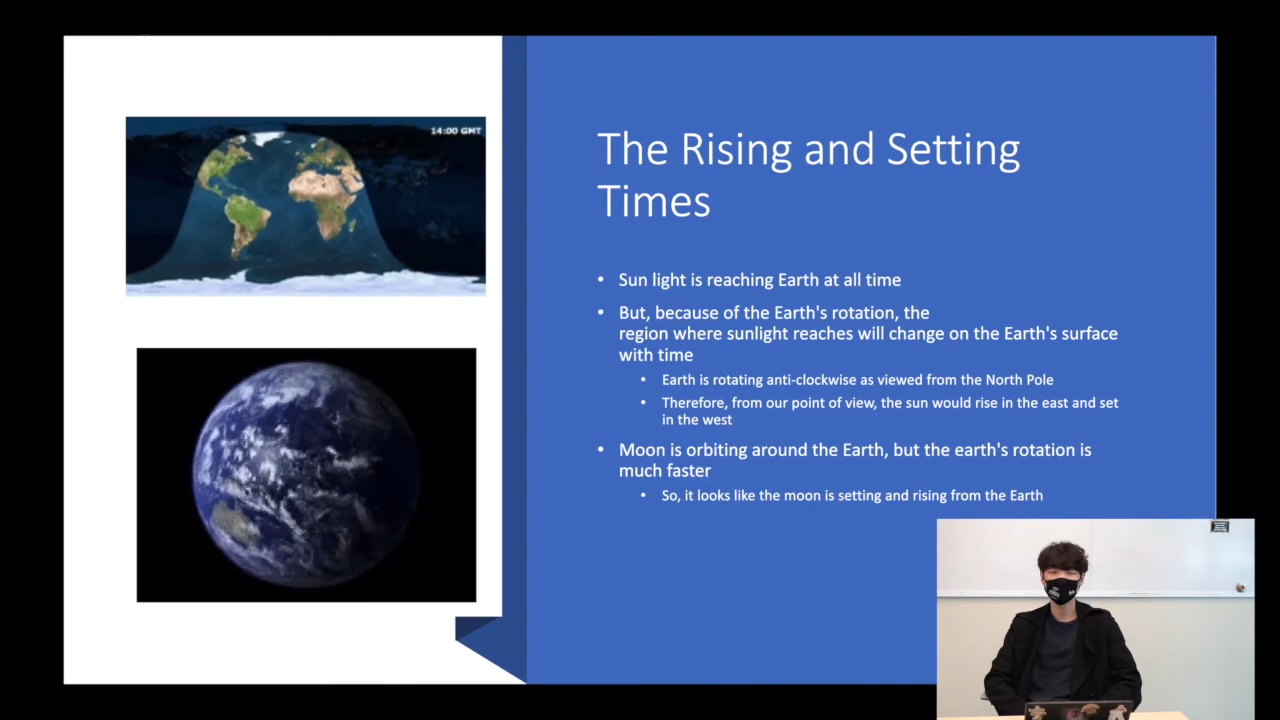 14:00 GMT
The Rising and Setting
Times
• Sun light is reaching Earth at all time
• But, because of the Earth's rotation, the
region where sunlight reaches will change on the Earth's surface
with time
• Earth is rotating anti-clockwise as viewed from the North Pole
• Therefore, from our point of view, the sun would rise in the east and set
in the west
• Moon is orbiting around the Earth, but the earth's rotation is
much faster
• So, it looks like the moon is setting and rising from the Earth